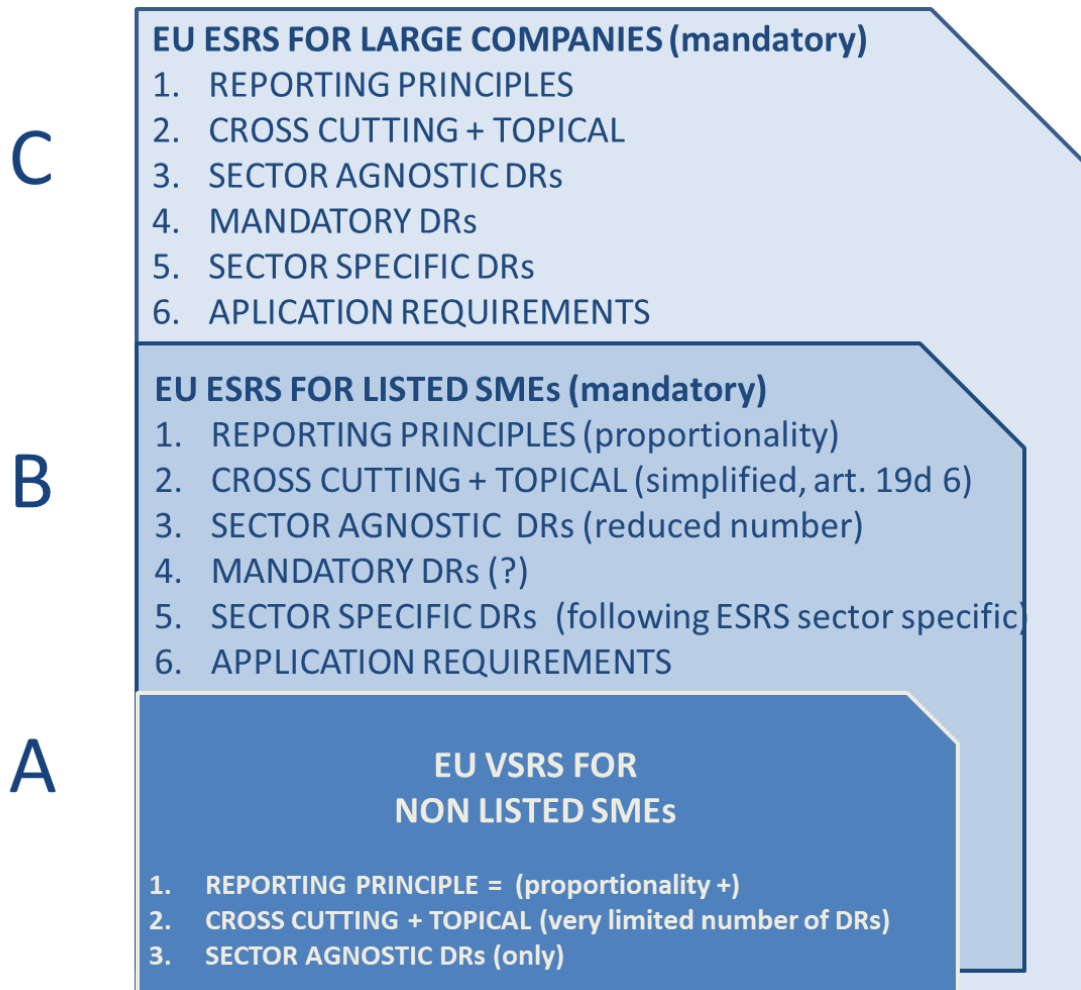 C
EU ESRS FOR LARGE COMPANIES (mandatory)
1. REPORTING PRINCIPLES
2. CROSS CUTTING + TOPICAL
3. SECTOR AGNOSTIC DRs
4. MANDATORY DRs
5. SECTOR SPECIFIC DRs
6. APLICATION REQUIREMENTS
B
EU ESRS FOR LISTED SMEs (mandatory)
1. REPORTING PRINCIPLES (proportionality)
2. CROSS CUTTING + TOPICAL (simplified, art. 19d 6)
3. SECTOR AGNOSTIC DRs (reduced number)
4. MANDATORY DRs (?)
5. SECTOR SPECIFIC DRs (following ESRS sector specific)
6. APPLICATION REQUIREMENTS
A
EU VSRS FOR
NON LISTED SMEs
1. REPORTING PRINCIPLE = (proportionality +)
2. CROSS CUTTING + TOPICAL (very limited number of DRs)
3. SECTOR AGNOSTIC DRs (only)